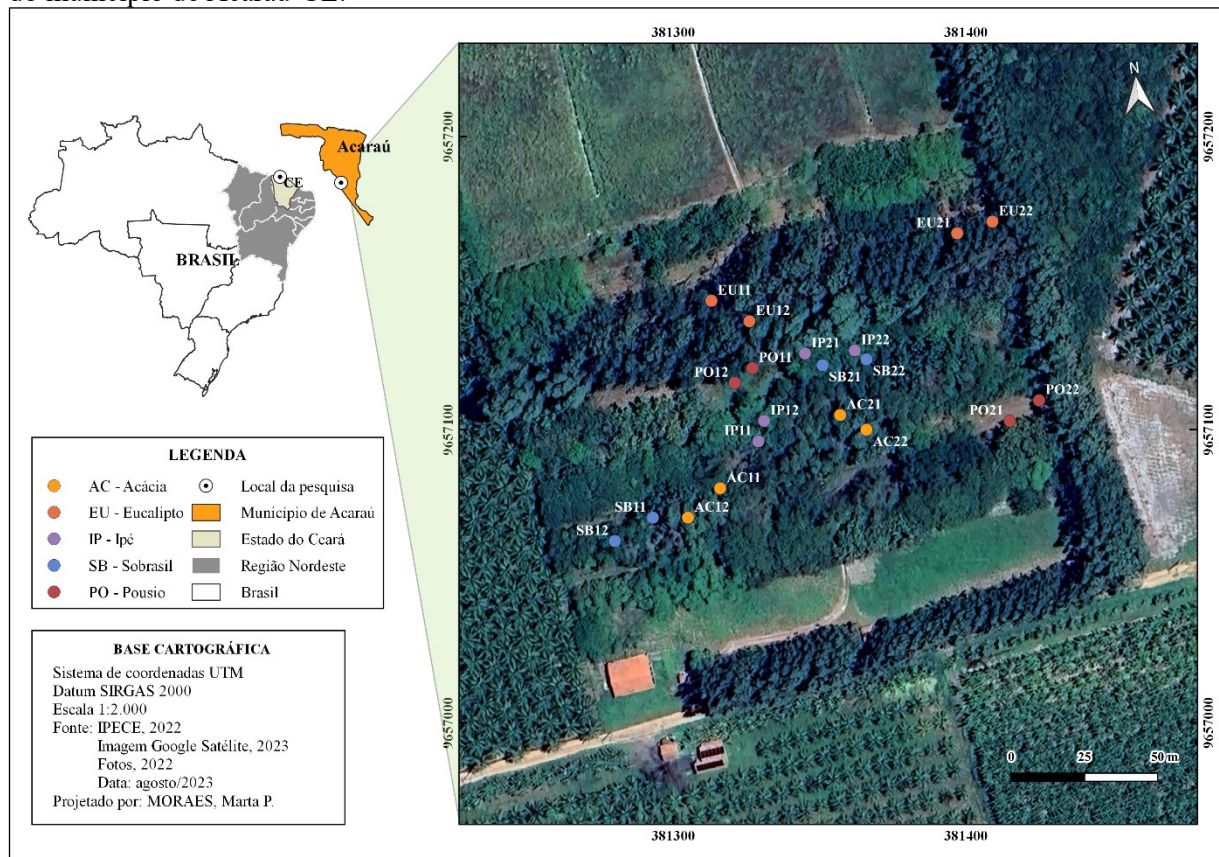 do município de Acaraú-CE.
381300
381400
N
9657200
9657200
Acaraú
CE
BRASIL
EU22
EU21
EU11
EU12
IP21
IP22
PO11
SB21
SB22
PO12
PO22
AC21
PO21
IP12
9657100
9657100
AC22
IP11
AC11
SB11
AC12
SB12
LEGENDA
AC - Acácia
Local da pesquisa
EU - Eucalipto
Município de Acaraú
IP - Ipê
Estado do Ceará
SB - Sobrasil
Região Nordeste
PO - Pousio
Brasil
BASE CARTOGRÁFICA
Sistema de coordenadas UTM
Datum SIRGAS 2000
Escala 1:2.000
Fonte: IPECE, 2022
Imagem Google Satélite, 2023
Fotos, 2022
Data: agosto/2023
Projetado por: MORAES, Marta P.
9657000
9657000
0 25 50 m
381300
381400